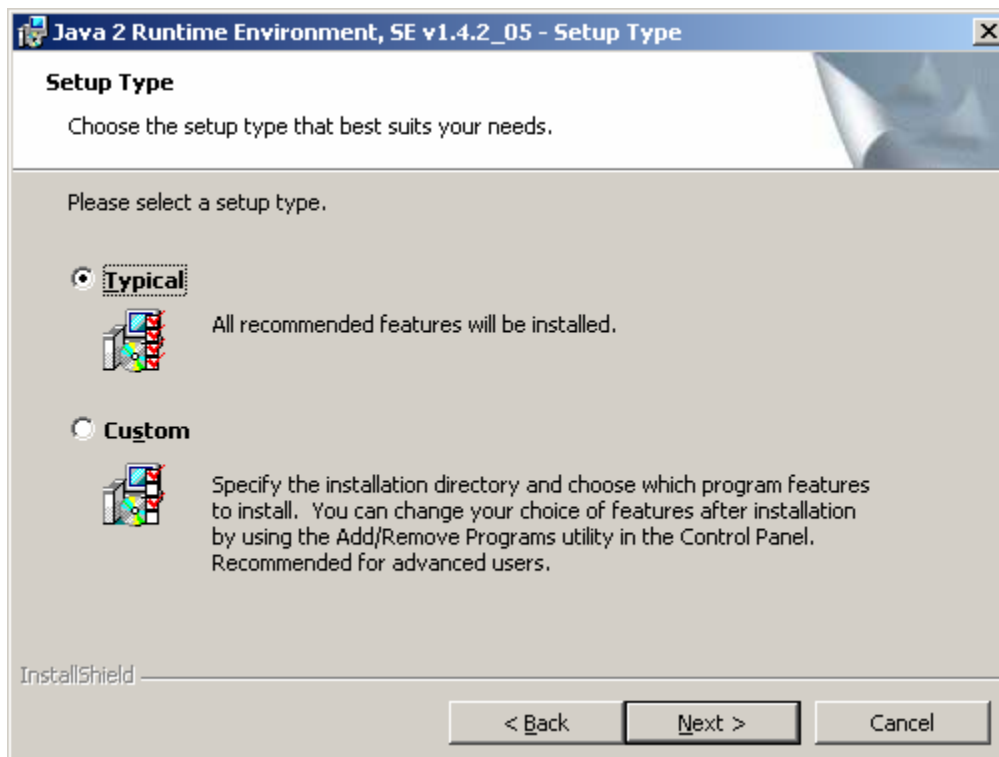 Java 2 Runtime Environment, SE v1.4.2_05 - Setup Type
Setup Type
Choose the setup type that best suits your needs.
Please select a setup type.
Typical
All recommended features will be installed.
Custom
Specify the installation directory and choose which program features
to install.  You can change your choice of features after installation
by using the Add/Remove Programs utility in the Control Panel.
Recommended for advanced users.
InstallShield
< Back
Next >
Cancel